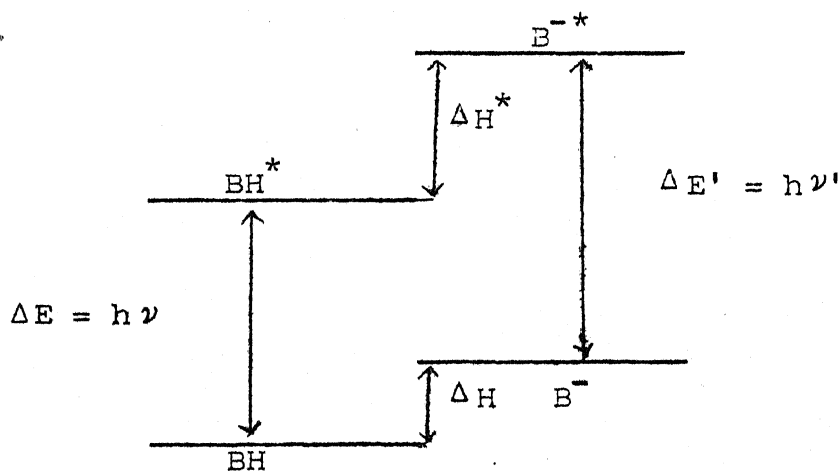 B⁻*
ΔH*
BH*
ΔE' = hν'
ΔE = hν
ΔH
B⁻
BH